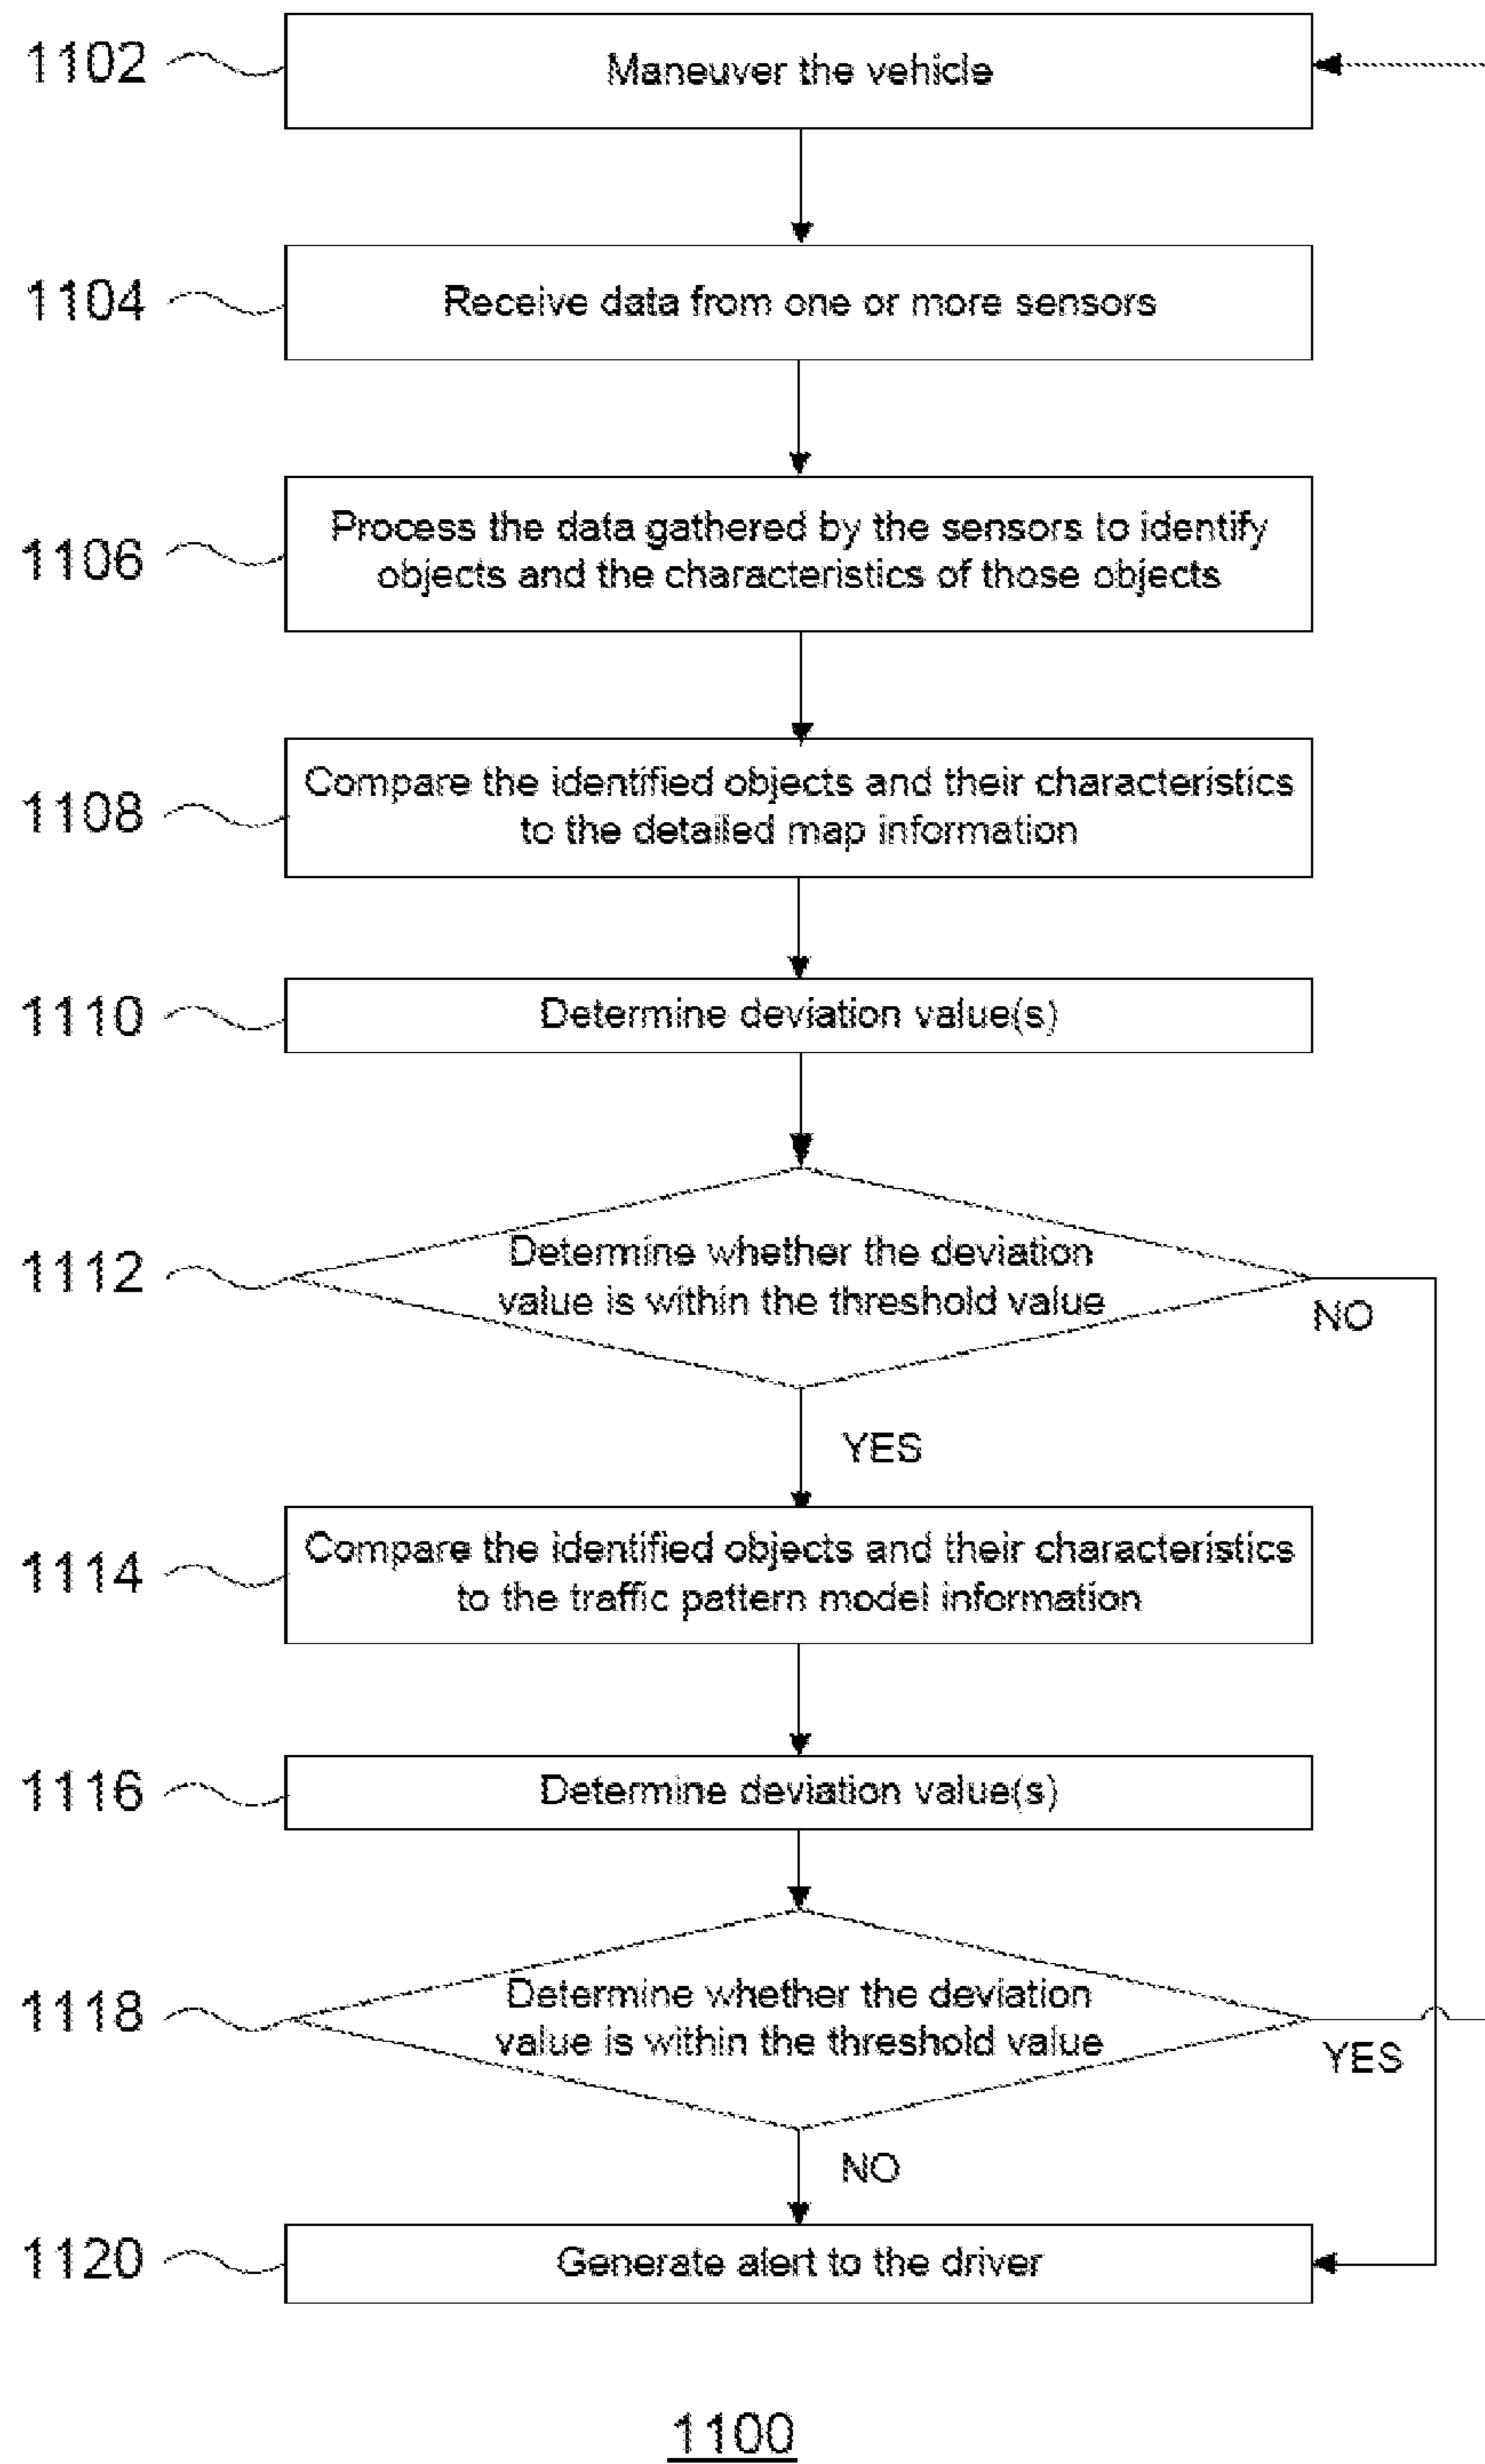 1102
Maneuver the vehicle
1104
Receive data from one or more sensors
1106
Process the data gathered by the sensors to identify
objects and the characteristics of those objects
1108
Compare the identified objects and their characteristics
to the detailed map information
1110
Determine deviation value(s)
1112
Determine whether the deviation
value is within the threshold value
NO
YES
1114
Compare the identified objects and their characteristics
to the traffic pattern model information
1116
Determine deviation value(s)
1118
Determine whether the deviation
value is within the threshold value
YES
NO
1120
Generate alert to the driver
1100